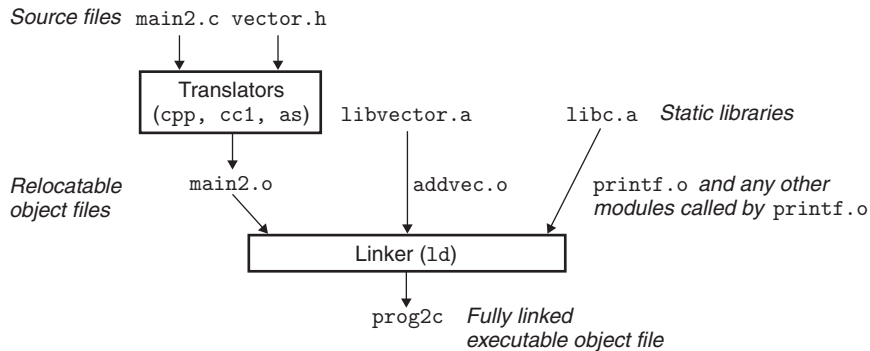 Source files main2.c vector.h
Translators
(cpp, cc1, as)
libvector.a
libc.a
Static libraries
Relocatable
object files
main2.o
addvec.o
printf.o and any other
modules called by printf.o
Linker (ld)
prog2c
Fully linked
executable object file